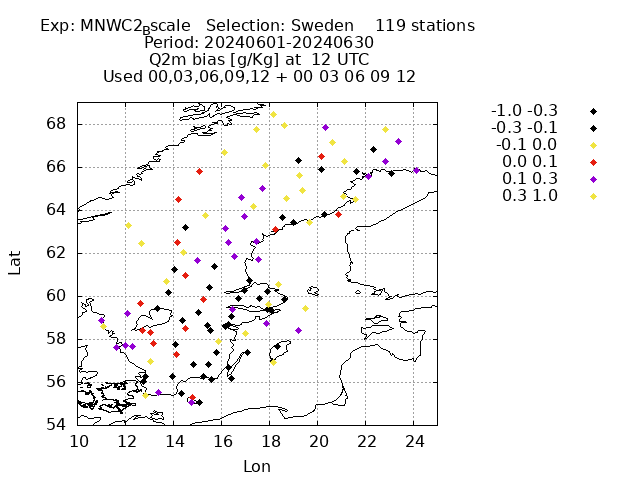 Exp: MNWC2BBscale Selection: Sweden 119 stations
Period: 20240601-20240630
Q2m bias [g/Kg] at 12 UTC
Used 00,03,06,09,12 + 00 03 06 09 12
-1.0 -0.3
-0.3 -0.1
-0.1 0.0
0.0 0.1
0.1 0.3
0.3 1.0
68
66
64
62
60
58
56
54
Lat
10 12 14 16 18 20 22 24
Lon